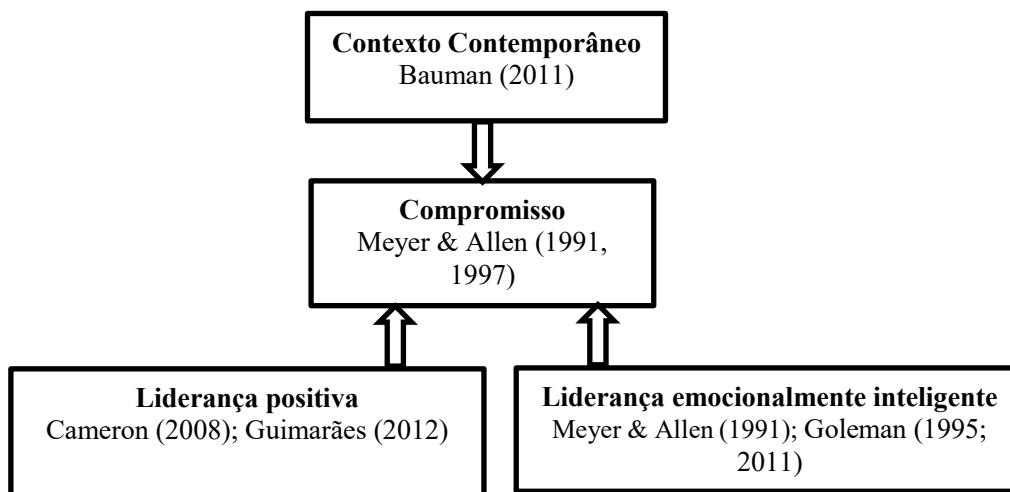 Contexto Contemporâneo
Bauman (2011)
Compromisso
Meyer & Allen (1991,
1997)
Liderança positiva
Cameron (2008); Guimarães (2012)
Liderança emocionalmente inteligente
Meyer & Allen (1991); Goleman (1995;
2011)